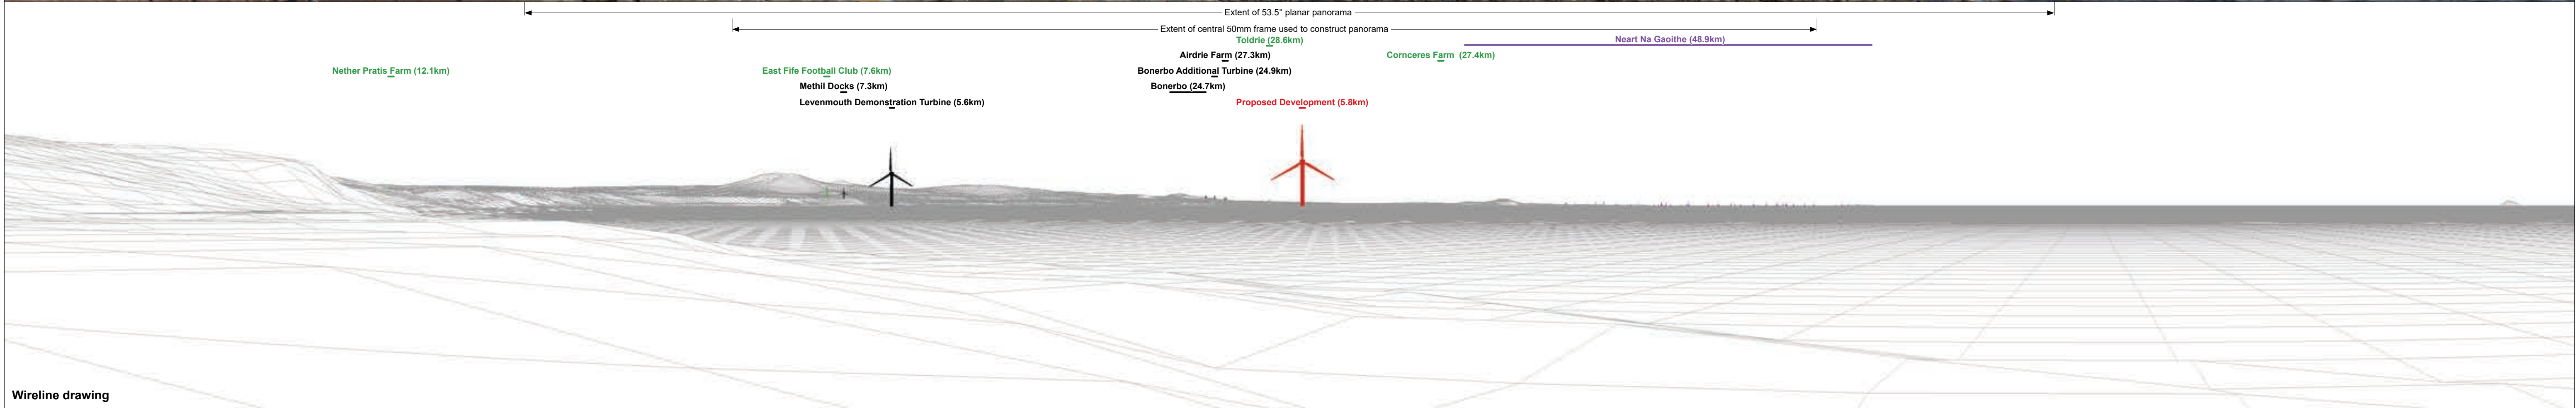 Extent of 53.5° planar panorama
Extent of central 50mm frame used to construct panorama
Toldrie (28.6km)
Neart Na Gaoithe (48.9km)
Airdrie Farm (27.3km)
Cornceres Farm (27.4km)
Nether Pratis Farm (12.1km)
East Fife Football Club (7.6km)
Bonerbo Additional Turbine (24.9km)
Methil Docks (7.3km)
Bonerbo (24.7km)
Levenmouth Demonstration Turbine (5.6km)
Proposed Development (5.8km)
Wireline drawing